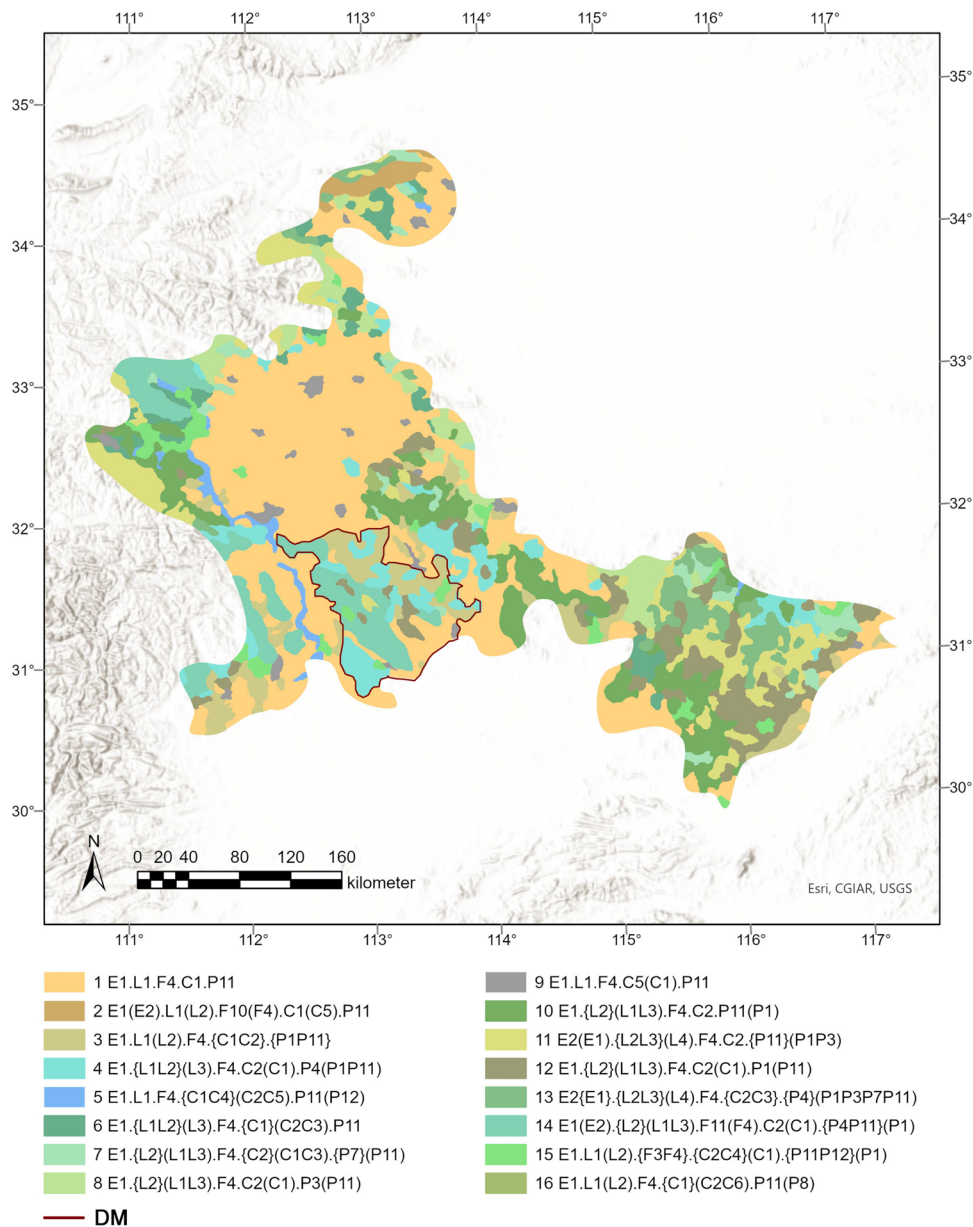 111° 112° 113° 114° 115° 116° 117°
35° 35°
34° 34°
33° 33°
32° 32°
31° 31°
30° 30°
N
0 20 40 80 120 160
kilometer
Esri, CGIAR, USGS
111° 112° 113° 114° 115° 116° 117°
1 E1.L1.F4.C1.P11
2 E1(E2).L1(L2).F10(F4).C1(C5).P11
3 E1.L1(L2).F4.{C1C2}.{P1P11}
4 E1.{L1L2}(L3).F4.C2(C1).P4(P1P11)
5 E1.L1.F4.{C1C4}(C2C5).P11(P12)
6 E1.{L1L2}(L3).F4.{C1}(C2C3).P11
7 E1.{L2}(L1L3).F4.{C2}(C1C3).{P7}(P11)
8 E1.{L2}(L1L3).F4.C2(C1).P3(P11)
9 E1.L1.F4.C5(C1).P11
10 E1.{L2}(L1L3).F4.C2.P11(P1)
11 E2(E1).{L2L3}(L4).F4.C2.{P11}(P1P3)
12 E1.{L2}(L1L3).F4.C2(C1).P1(P11)
13 E2{E1}.{L2L3}(L4).F4.{C2C3}.{P4}(P1P3P7P11)
14 E1(E2).{L2}(L1L3).F11(F4).C2(C1).{P4P11}(P1)
15 E1.L1(L2).{F3F4}.{C2C4}(C1).{P11P12}(P1)
16 E1.L1(L2).F4.{C1}(C2C6).P11(P8)
DM